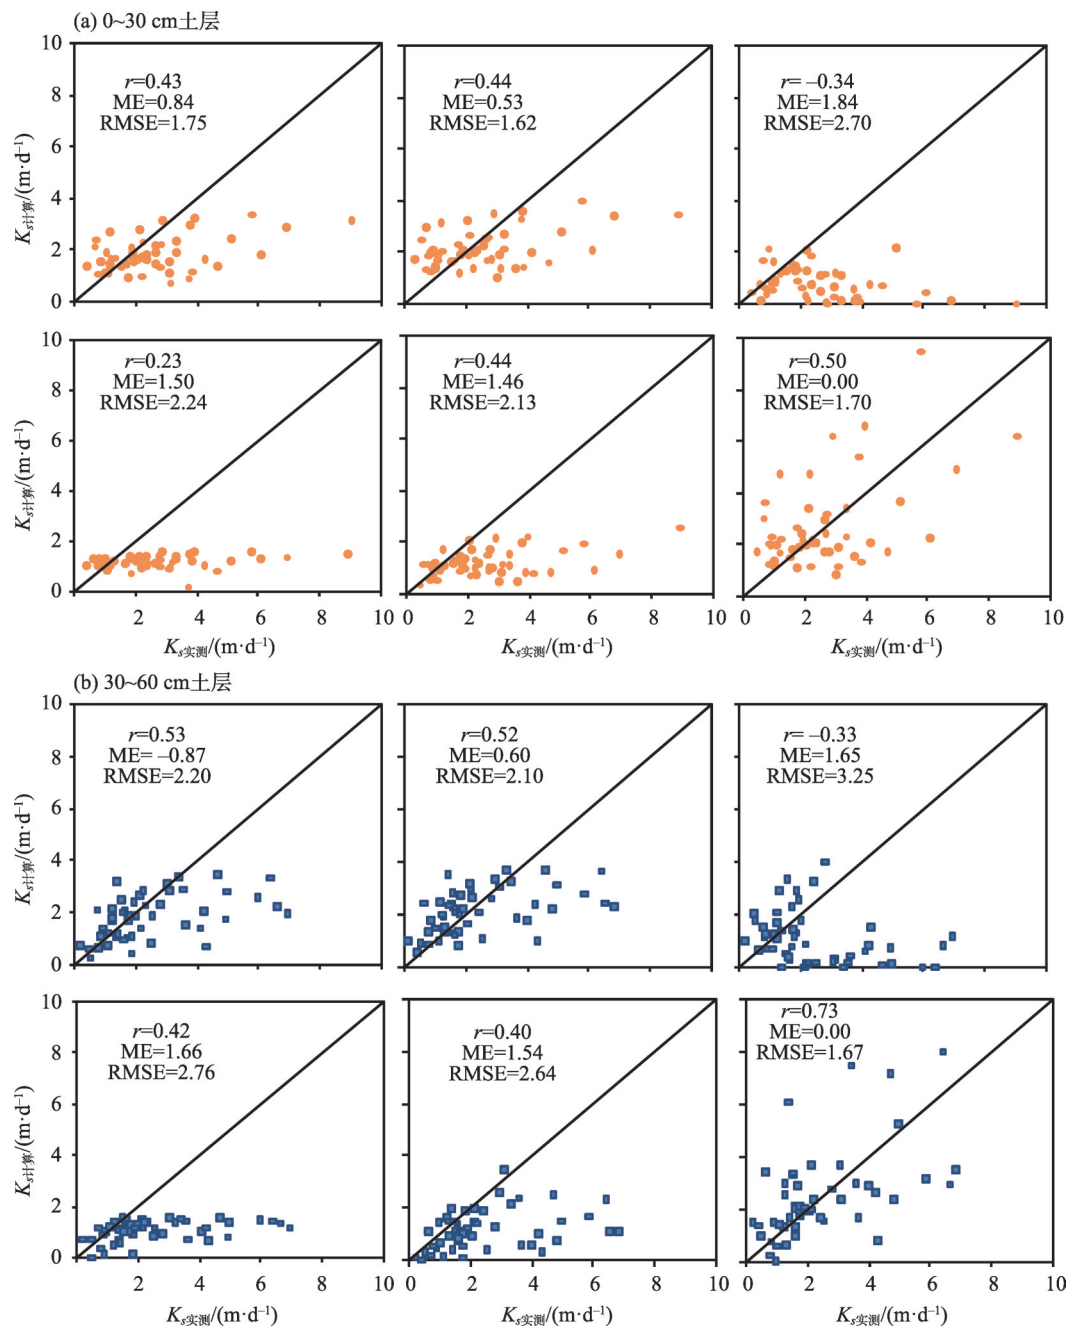 (a) 0~30 cm土层
10
8
6
4
2
0
K_s计算/(m·d⁻¹)
r=0.43
ME=0.84
RMSE=1.75
r=0.44
ME=0.53
RMSE=1.62
r= –0.34
ME=1.84
RMSE=2.70
10
8
6
4
2
0
K_s计算/(m·d⁻¹)
r=0.23
ME=1.50
RMSE=2.24
r=0.44
ME=1.46
RMSE=2.13
r=0.50
ME=0.00
RMSE=1.70
2 4 6 8 10 2 4 6 8 10 2 4 6 8 10
K_s实测/(m·d⁻¹) K_s实测/(m·d⁻¹) K_s实测/(m·d⁻¹)
(b) 30~60 cm土层
10
8
6
4
2
0
K_s计算/(m·d⁻¹)
r=0.53
ME= –0.87
RMSE=2.20
r=0.52
ME=0.60
RMSE=2.10
r= –0.33
ME=1.65
RMSE=3.25
10
8
6
4
2
0
K_s计算/(m·d⁻¹)
r=0.42
ME=1.66
RMSE=2.76
r=0.40
ME=1.54
RMSE=2.64
r=0.73
ME=0.00
RMSE=1.67
2 4 6 8 10 2 4 6 8 10 2 4 6 8 10
K_s实测/(m·d⁻¹) K_s实测/(m·d⁻¹) K_s实测/(m·d⁻¹)